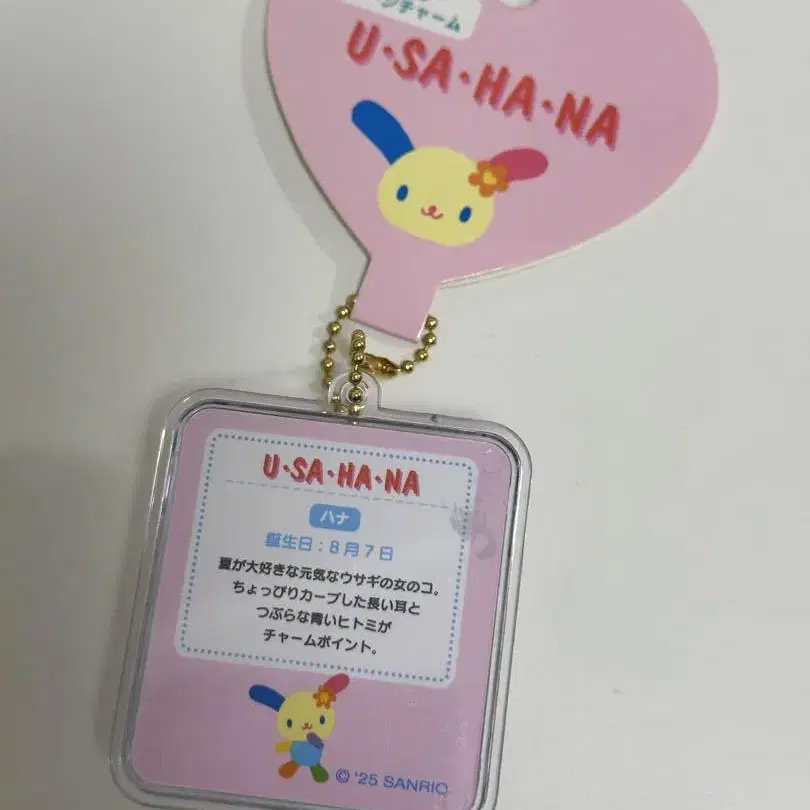 チャーム
U·SA·HA·NA
U·SA·HA·NA
ハナ
誕生日：8月7日
夏が大好きな元気なウサギの女のコ。
ちょっぴりカーブした長い耳と
つぶらな青いヒトミが
チャームポイント。
© '25 SANRIO